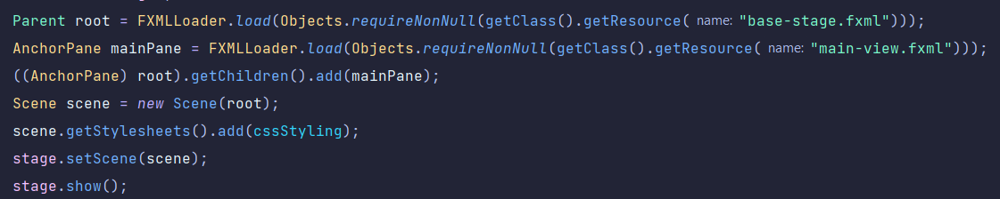 Parent root = FXMLLoader.load(Objects.requireNonNull(getClass().getResource( name: "base-stage.fxml")));
AnchorPane mainPane = FXMLLoader.load(Objects.requireNonNull(getClass().getResource( name: "main-view.fxml")));
((AnchorPane) root).getChildren().add(mainPane);
Scene scene = new Scene(root);
scene.getStylesheets().add(cssStyling);
stage.setScene(scene);
stage.show();